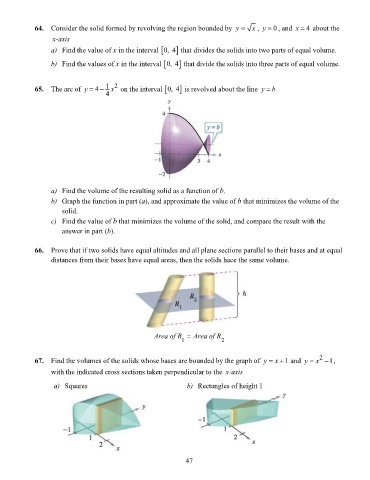 64. Consider the solid formed by revolving the region bounded by y = √x , y = 0 , and x = 4 about the
x-axis
a) Find the value of x in the interval [0, 4] that divides the solids into two parts of equal volume.
b) Find the values of x in the interval [0, 4] that divide the solids into three parts of equal volume.
65. The arc of y = 4 − 1/4 x² on the interval [0, 4] is revolved about the line y = b
y
4
y = b
x
−1 3 4
−2
a) Find the volume of the resulting solid as a function of b.
b) Graph the function in part (a), and approximate the value of b that minimizes the volume of the
solid.
c) Find the value of b that minimizes the volume of the solid, and compare the result with the
answer in part (b).
66. Prove that if two solids have equal altitudes and all plane sections parallel to their bases and at equal
distances from their bases have equal areas, then the solids have the same volume.
R₁ R₂ h
Area of R₁ = Area of R₂
67. Find the volumes of the solids whose bases are bounded by the graph of y = x + 1 and y = x² − 1 ,
with the indicated cross sections taken perpendicular to the x-axis
a) Squares b) Rectangles of height 1
y
−1
1
2
x
y
−1
1
2
x
47